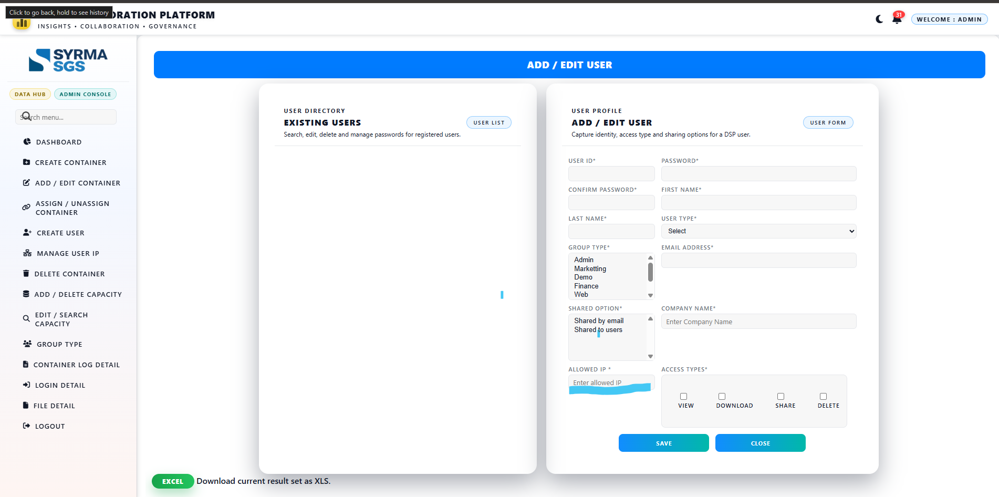 Click to go back, hold to see history
ORATION PLATFORM
INSIGHTS • COLLABORATION • GOVERNANCE
31
WELCOME : ADMIN
SYRMA
SGS
DATA HUB
ADMIN CONSOLE
Search menu...
DASHBOARD
CREATE CONTAINER
ADD / EDIT CONTAINER
ASSIGN / UNASSIGN
CONTAINER
CREATE USER
MANAGE USER IP
DELETE CONTAINER
ADD / DELETE CAPACITY
EDIT / SEARCH
CAPACITY
GROUP TYPE
CONTAINER LOG DETAIL
LOGIN DETAIL
FILE DETAIL
LOGOUT
ADD / EDIT USER
USER DIRECTORY
EXISTING USERS
USER LIST
Search, edit, delete and manage passwords for registered users.
USER PROFILE
ADD / EDIT USER
USER FORM
Capture identity, access type and sharing options for a DSP user.
USER ID*
PASSWORD*
CONFIRM PASSWORD*
FIRST NAME*
LAST NAME*
USER TYPE*
Select
GROUP TYPE*
EMAIL ADDRESS*
Admin
Marketting
Demo
Finance
Web
SHARED OPTION*
COMPANY NAME*
Shared by email
Shared to users
Enter Company Name
ALLOWED IP *
ACCESS TYPES*
Enter allowed IP
VIEW
DOWNLOAD
SHARE
DELETE
SAVE
CLOSE
EXCEL
Download current result set as XLS.